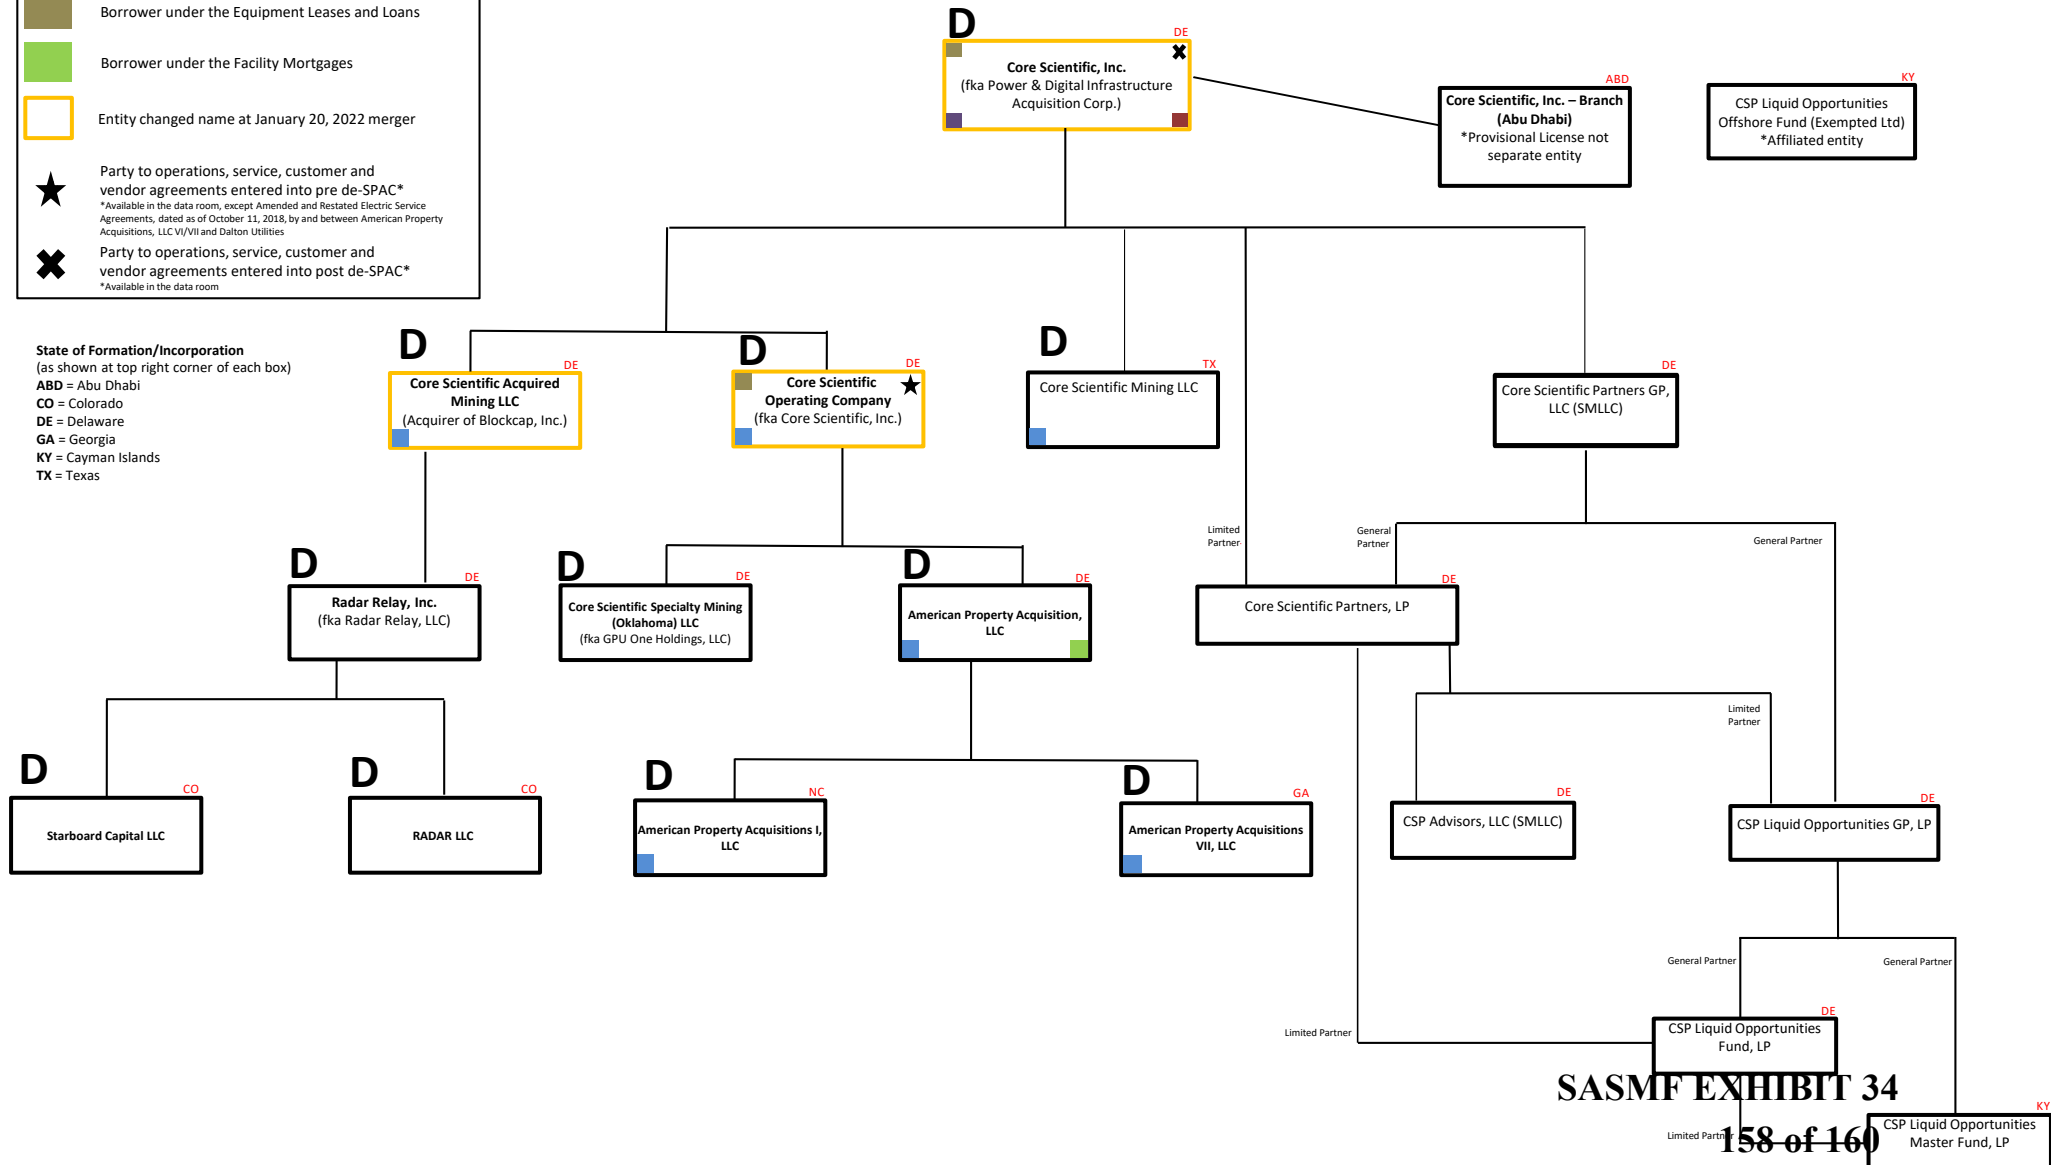 Borrower under the Equipment Leases and Loans
Borrower under the Facility Mortgages
Entity changed name at January 20, 2022 merger
Party to operations, service, customer and
vendor agreements entered into pre de-SPAC*
*Available in the data room, except Amended and Restated Electric Service
Agreements, dated as of October 11, 2018, by and between American Property
Acquisitions, LLC VI/VII and Dalton Utilities
Party to operations, service, customer and
vendor agreements entered into post de-SPAC*
*Available in the data room
State of Formation/Incorporation
(as shown at top right corner of each box)
ABD = Abu Dhabi
CO = Colorado
DE = Delaware
GA = Georgia
KY = Cayman Islands
TX = Texas
D
DE
Core Scientific, Inc.
(fka Power & Digital Infrastructure
Acquisition Corp.)
ABD
Core Scientific, Inc. – Branch
(Abu Dhabi)
*Provisional License not
separate entity
KY
CSP Liquid Opportunities
Offshore Fund (Exempted Ltd)
*Affiliated entity
D
DE
Core Scientific Acquired
Mining LLC
(Acquirer of Blockcap, Inc.)
D
DE
Core Scientific
Operating Company
(fka Core Scientific, Inc.)
D
TX
Core Scientific Mining LLC
DE
Core Scientific Partners GP,
LLC (SMLLC)
Limited
Partner
General
Partner
General Partner
D
DE
Radar Relay, Inc.
(fka Radar Relay, LLC)
D
DE
Core Scientific Specialty Mining
(Oklahoma) LLC
(fka GPU One Holdings, LLC)
D
DE
American Property Acquisition,
LLC
DE
Core Scientific Partners, LP
Limited
Partner
D
CO
Starboard Capital LLC
D
CO
RADAR LLC
D
NC
American Property Acquisitions I,
LLC
D
GA
American Property Acquisitions
VII, LLC
DE
CSP Advisors, LLC (SMLLC)
DE
CSP Liquid Opportunities GP, LP
General Partner
General Partner
Limited Partner
DE
CSP Liquid Opportunities
Fund, LP
SASMF EXHIBIT 34
KY
CSP Liquid Opportunities
Master Fund, LP
Limited Partner
158 of 160